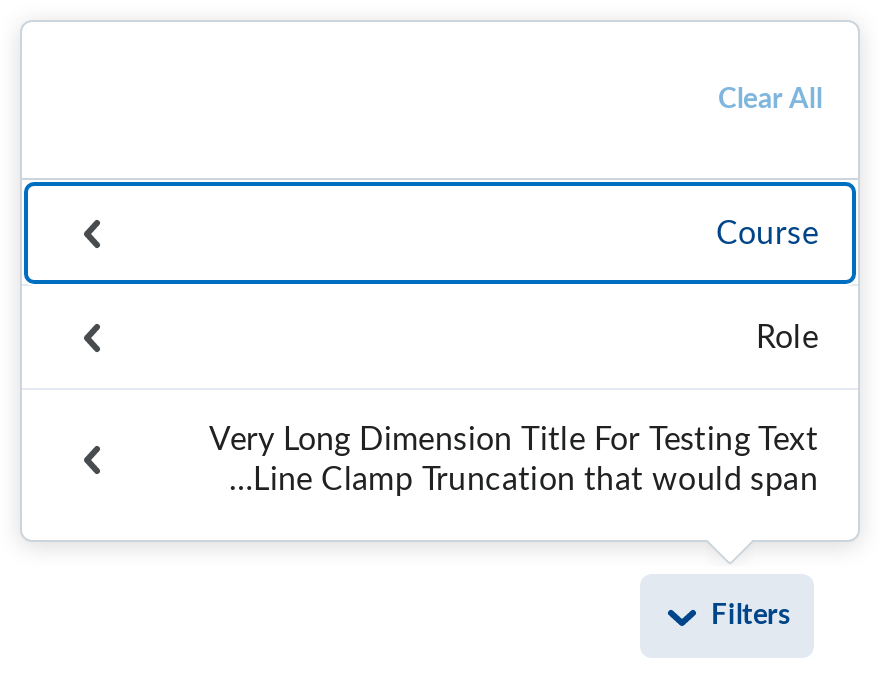 Clear All
Course
Role
Very Long Dimension Title For Testing Text
...Line Clamp Truncation that would span
Filters